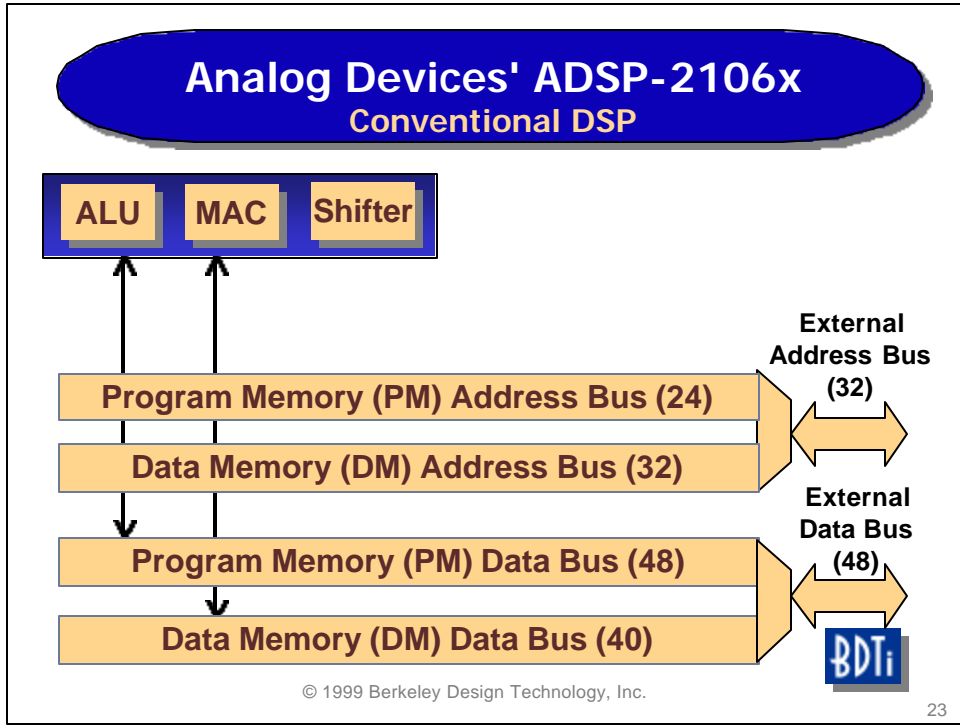 Analog Devices' ADSP-2106x
Conventional DSP
ALU
MAC
Shifter
External
Address Bus
(32)
Program Memory (PM) Address Bus (24)
Data Memory (DM) Address Bus (32)
External
Data Bus
(48)
Program Memory (PM) Data Bus (48)
Data Memory (DM) Data Bus (40)
BDTi
© 1999 Berkeley Design Technology, Inc.
23